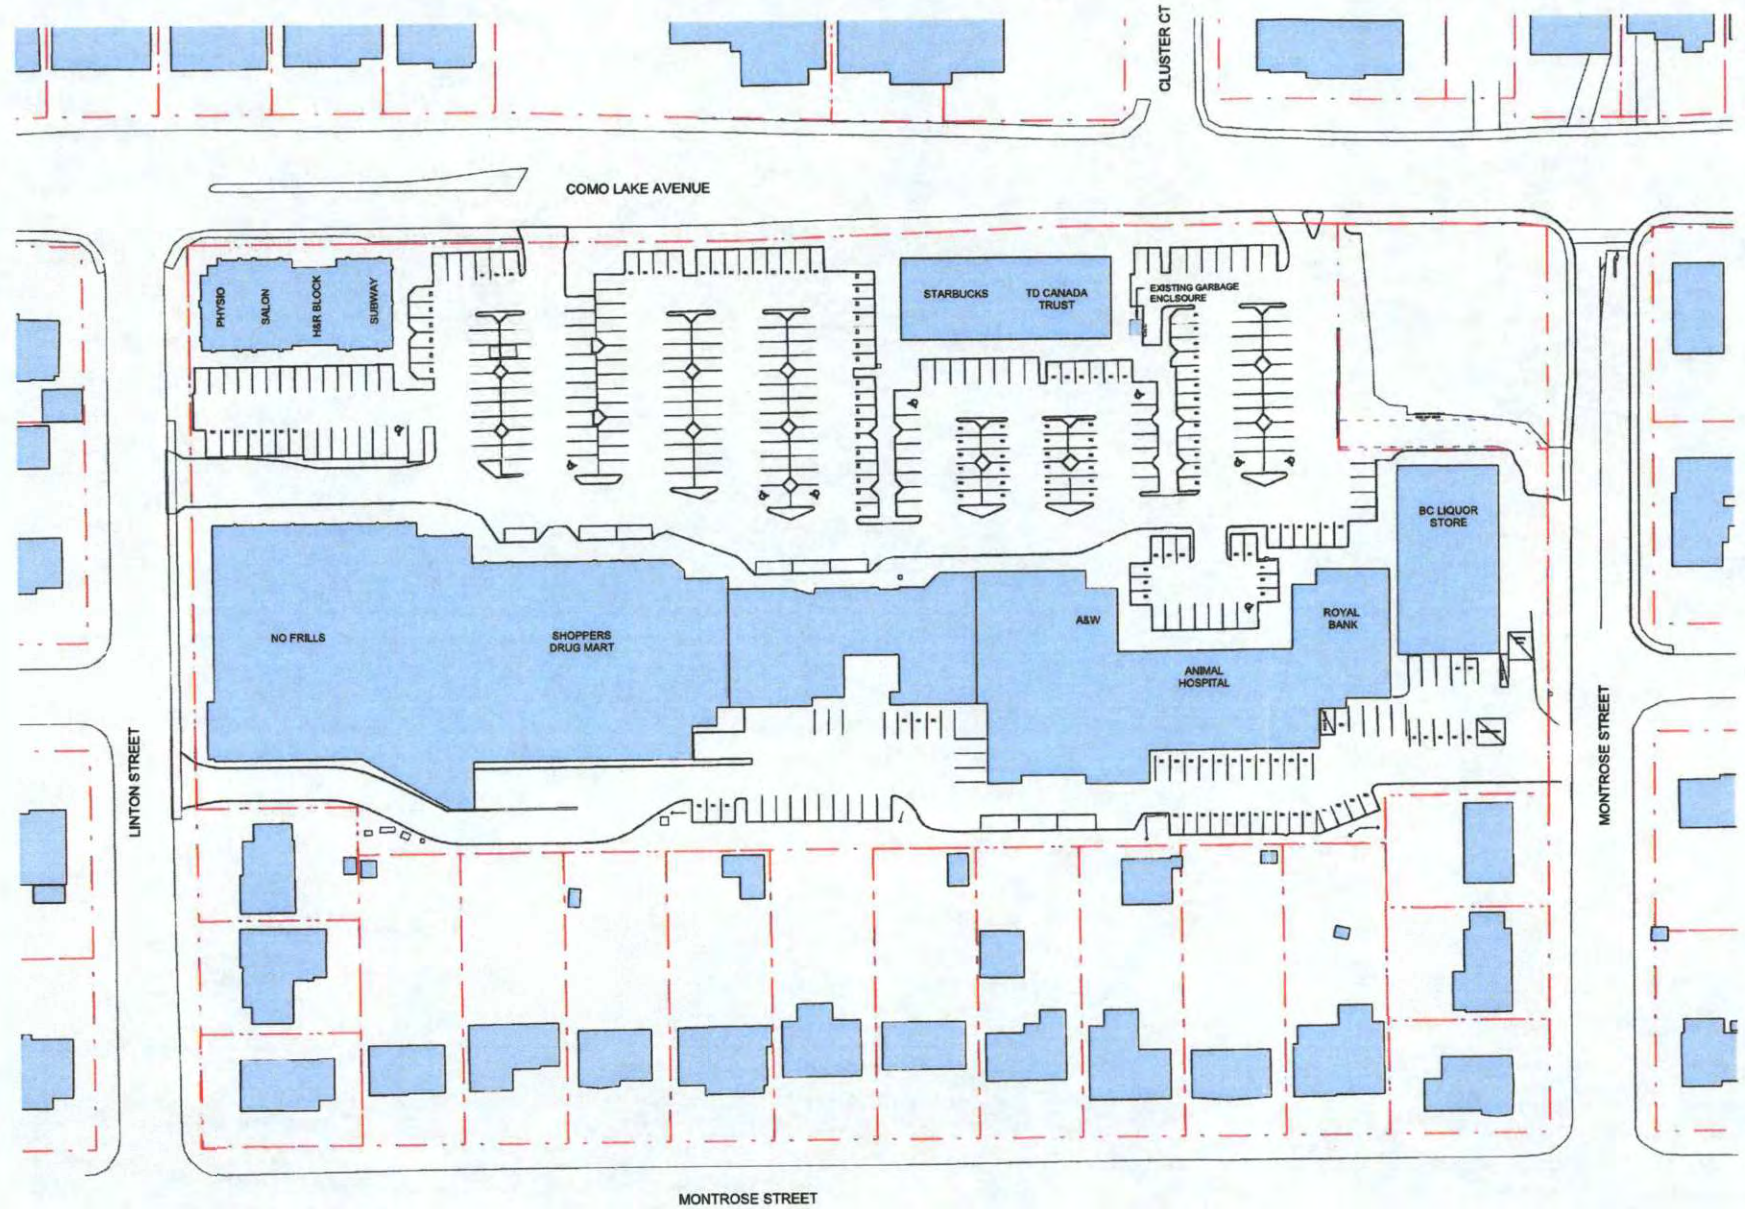 CLUSTER CT
COMO LAKE AVENUE
PHYSIO
SALON
H&R BLOCK
SUBWAY
STARBUCKS
TD CANADA
TRUST
EXISTING GARBAGE
ENCLSOURE
BC LIQUOR
STORE
NO FRILLS
SHOPPERS
DRUG MART
A&W
ROYAL
BANK
ANIMAL
HOSPITAL
LINTON STREET
MONTROSE STREET
MONTROSE STREET